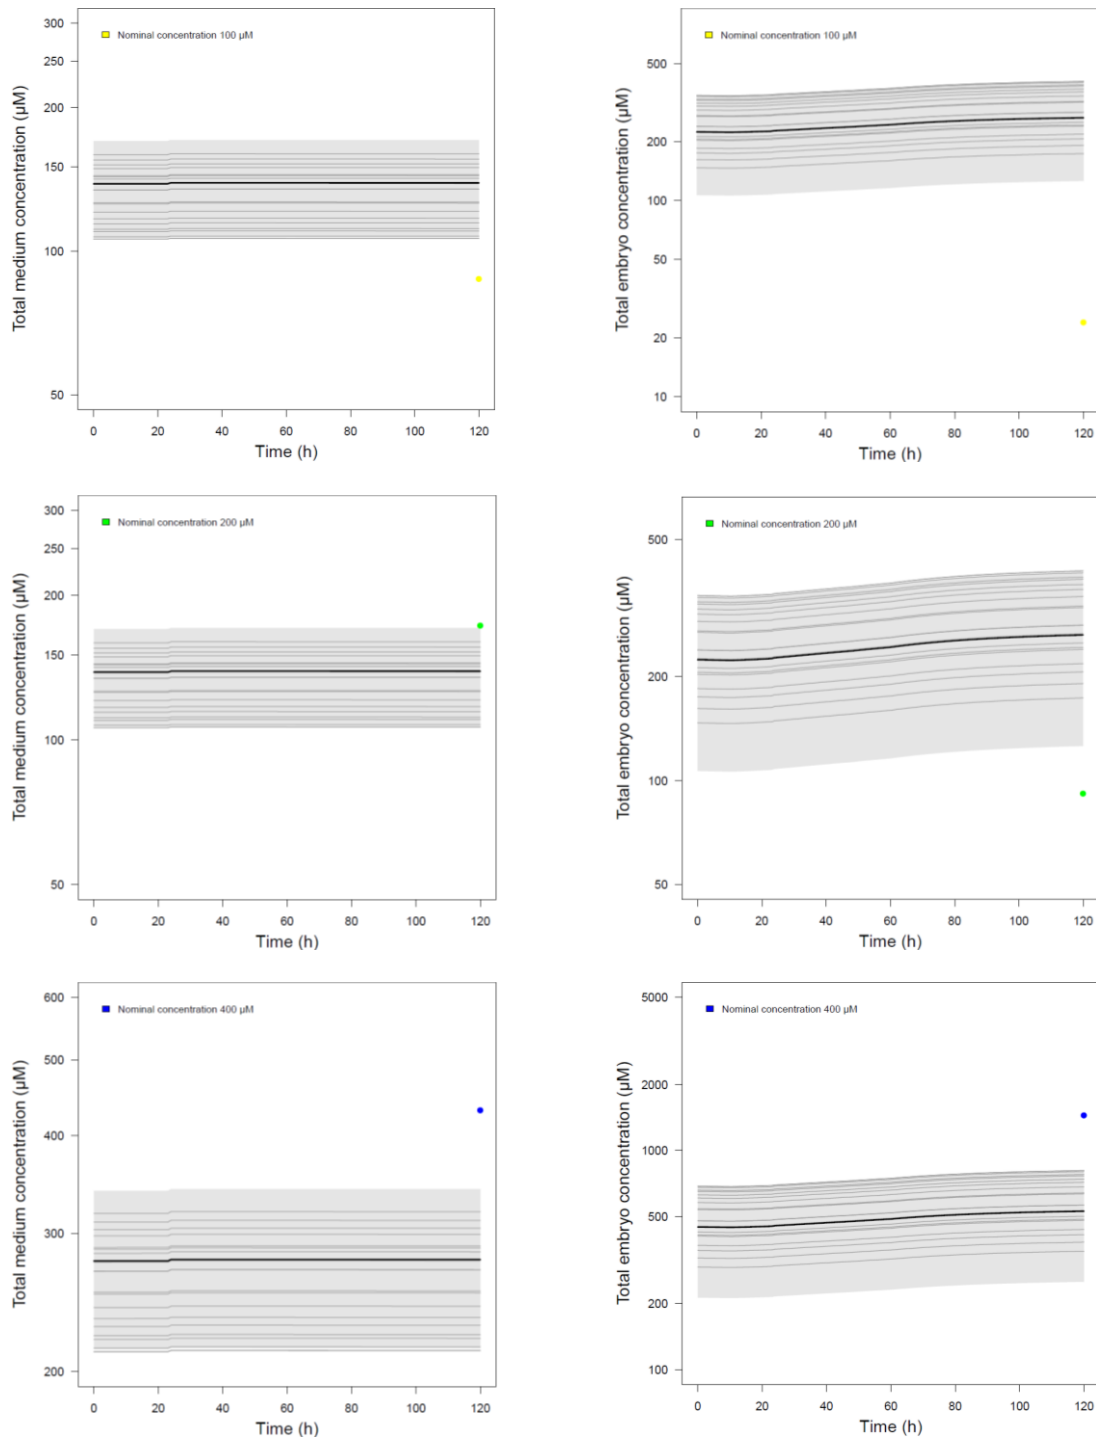 Total medium concentration (µM)
300
250
200
150
100
50
Nominal concentration 100 µM
0 20 40 60 80 100 120
Time (h)
Total embryo concentration (µM)
500
200
100
50
20
10
Nominal concentration 100 µM
0 20 40 60 80 100 120
Time (h)
Total medium concentration (µM)
300
250
200
150
100
50
Nominal concentration 200 µM
0 20 40 60 80 100 120
Time (h)
Total embryo concentration (µM)
500
200
100
50
Nominal concentration 200 µM
0 20 40 60 80 100 120
Time (h)
Total medium concentration (µM)
600
500
400
300
200
Nominal concentration 400 µM
0 20 40 60 80 100 120
Time (h)
Total embryo concentration (µM)
5000
2000
1000
500
200
100
Nominal concentration 400 µM
0 20 40 60 80 100 120
Time (h)